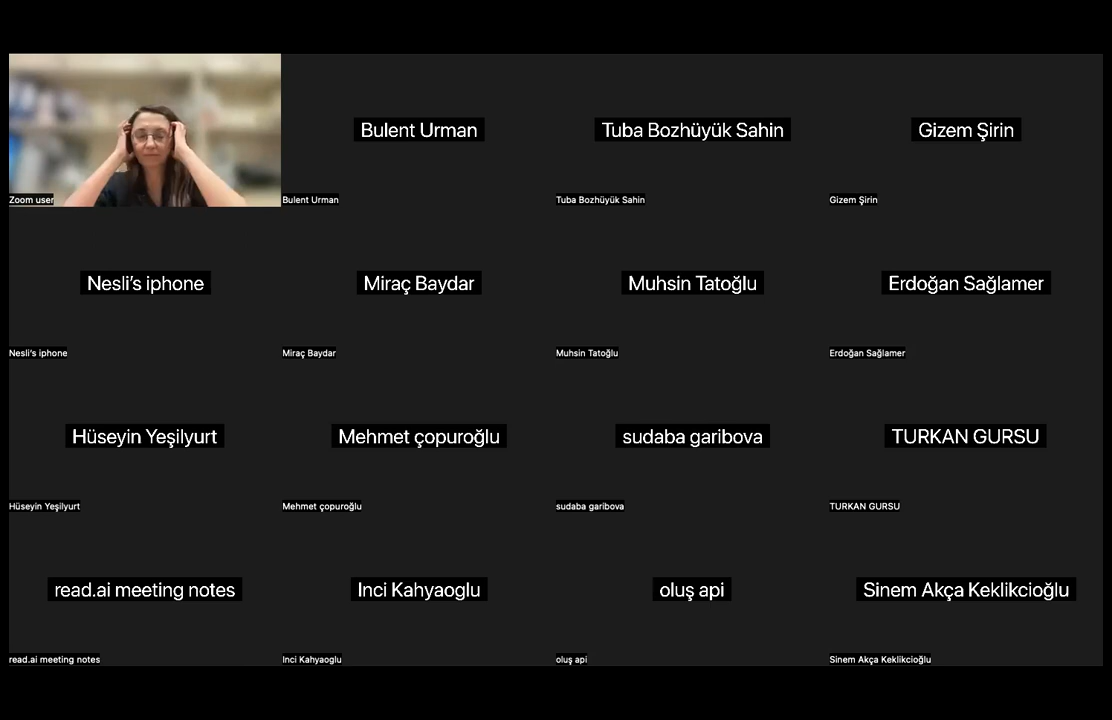 Zoom user
Bulent Urman
Bulent Urman
Tuba Bozhüyük Sahin
Tuba Bozhüyük Sahin
Gizem Şirin
Gizem Şirin
Nesli's iphone
Nesli's iphone
Miraç Baydar
Miraç Baydar
Muhsin Tatoğlu
Muhsin Tatoğlu
Erdoğan Sağlamer
Erdoğan Sağlamer
Hüseyin Yeşilyurt
Hüseyin Yeşilyurt
Mehmet çopuroğlu
Mehmet çopuroğlu
sudaba garibova
sudaba garibova
TURKAN GURSU
TURKAN GURSU
read.ai meeting notes
read.ai meeting notes
Inci Kahyaoglu
Inci Kahyaoglu
oluş api
oluş api
Sinem Akça Keklikcioğlu
Sinem Akça Keklikcioğlu